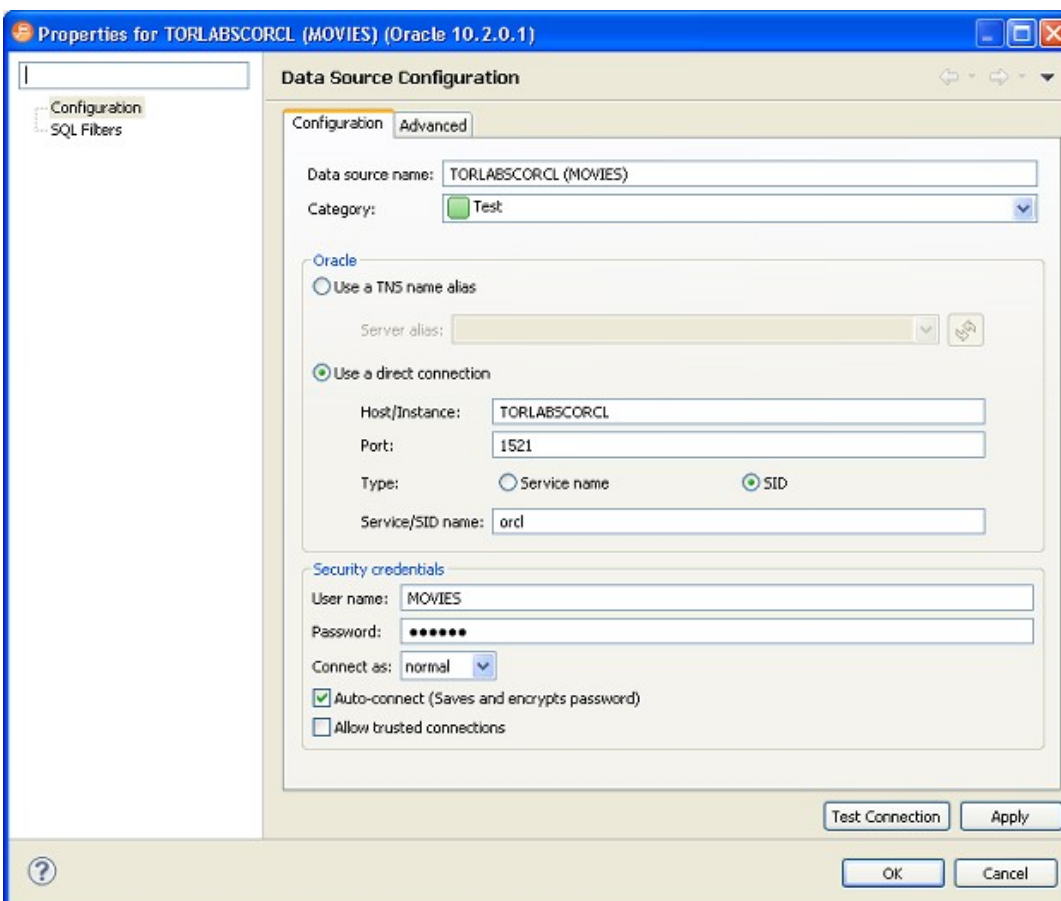 Properties for TORLABSCORCL (MOVIES) (Oracle 10.2.0.1)
Configuration
SQL Filters
Data Source Configuration
Configuration Advanced
Data source name: TORLABSCORCL (MOVIES)
Category: Test
Oracle
Use a TNS name alias
Server alias:
Use a direct connection
Host/Instance: TORLABSCORCL
Port: 1521
Type: Service name SID
Service/SID name: orcl
Security credentials
User name: MOVIES
Password: ●●●●●●
Connect as: normal
Auto-connect (Saves and encrypts password)
Allow trusted connections
Test Connection Apply
? OK Cancel